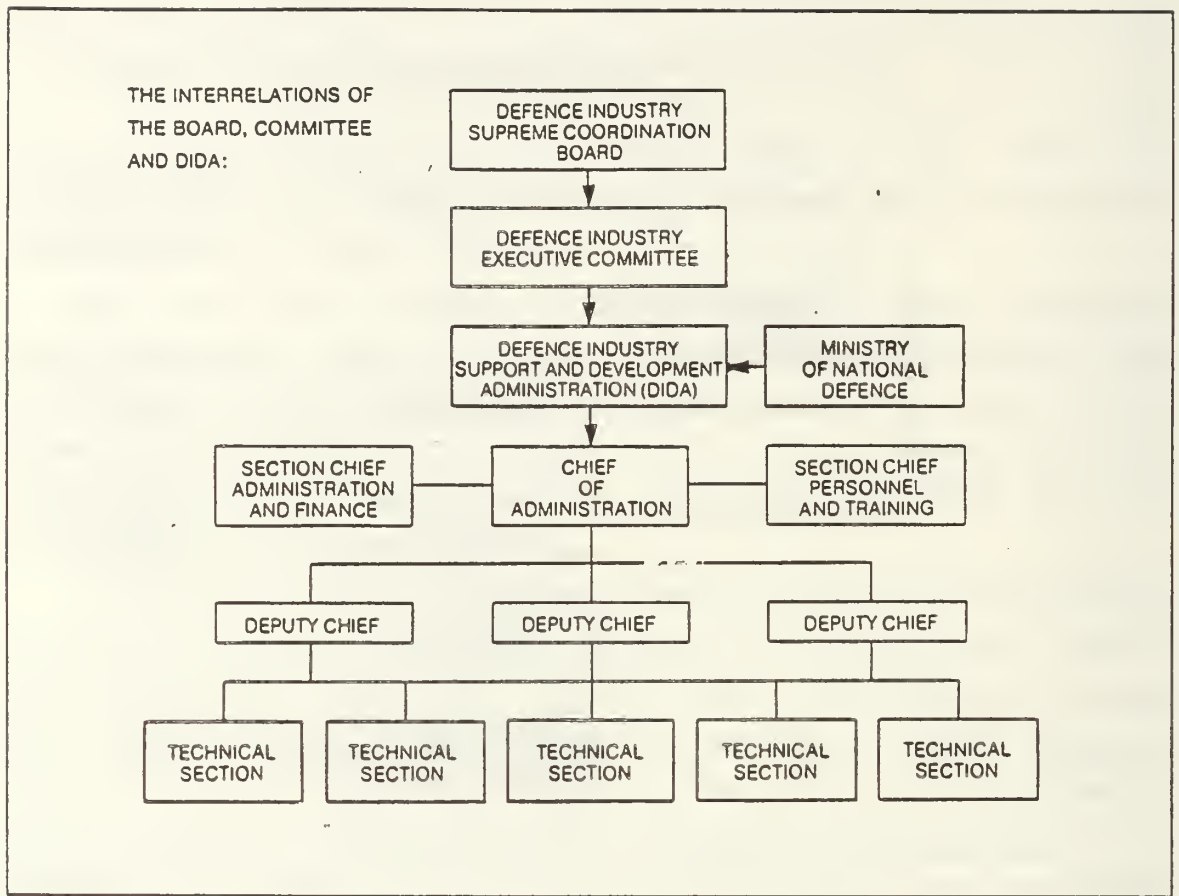 THE INTERRELATIONS OF
THE BOARD, COMMITTEE
AND DIDA:
DEFENCE INDUSTRY
SUPREME COORDINATION
BOARD
DEFENCE INDUSTRY
EXECUTIVE COMMITTEE
DEFENCE INDUSTRY
SUPPORT AND DEVELOPMENT
ADMINISTRATION (DIDA)
MINISTRY
OF NATIONAL
DEFENCE
SECTION CHIEF
ADMINISTRATION
AND FINANCE
CHIEF
OF
ADMINISTRATION
SECTION CHIEF
PERSONNEL
AND TRAINING
DEPUTY CHIEF
DEPUTY CHIEF
DEPUTY CHIEF
TECHNICAL
SECTION
TECHNICAL
SECTION
TECHNICAL
SECTION
TECHNICAL
SECTION
TECHNICAL
SECTION